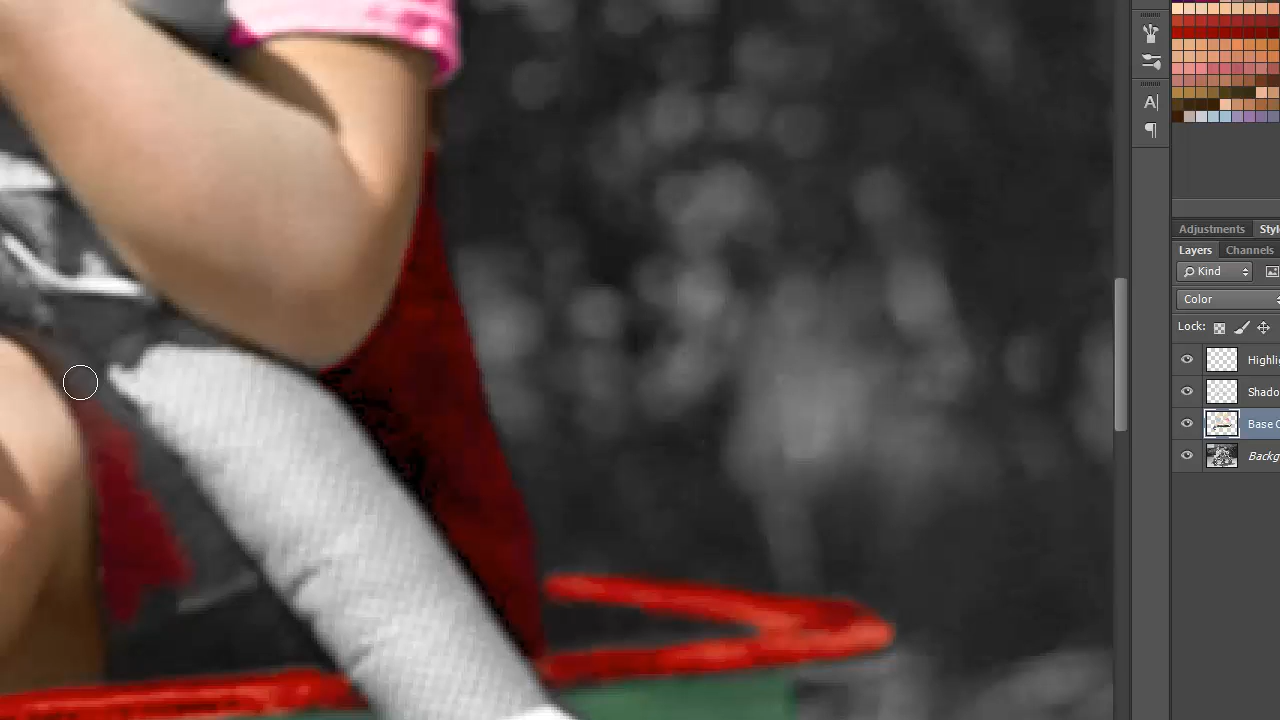 A|
¶
Adjustments Styl
Layers Channels
Kind
Color
Lock:
Highli
Shado
Base C
Backg